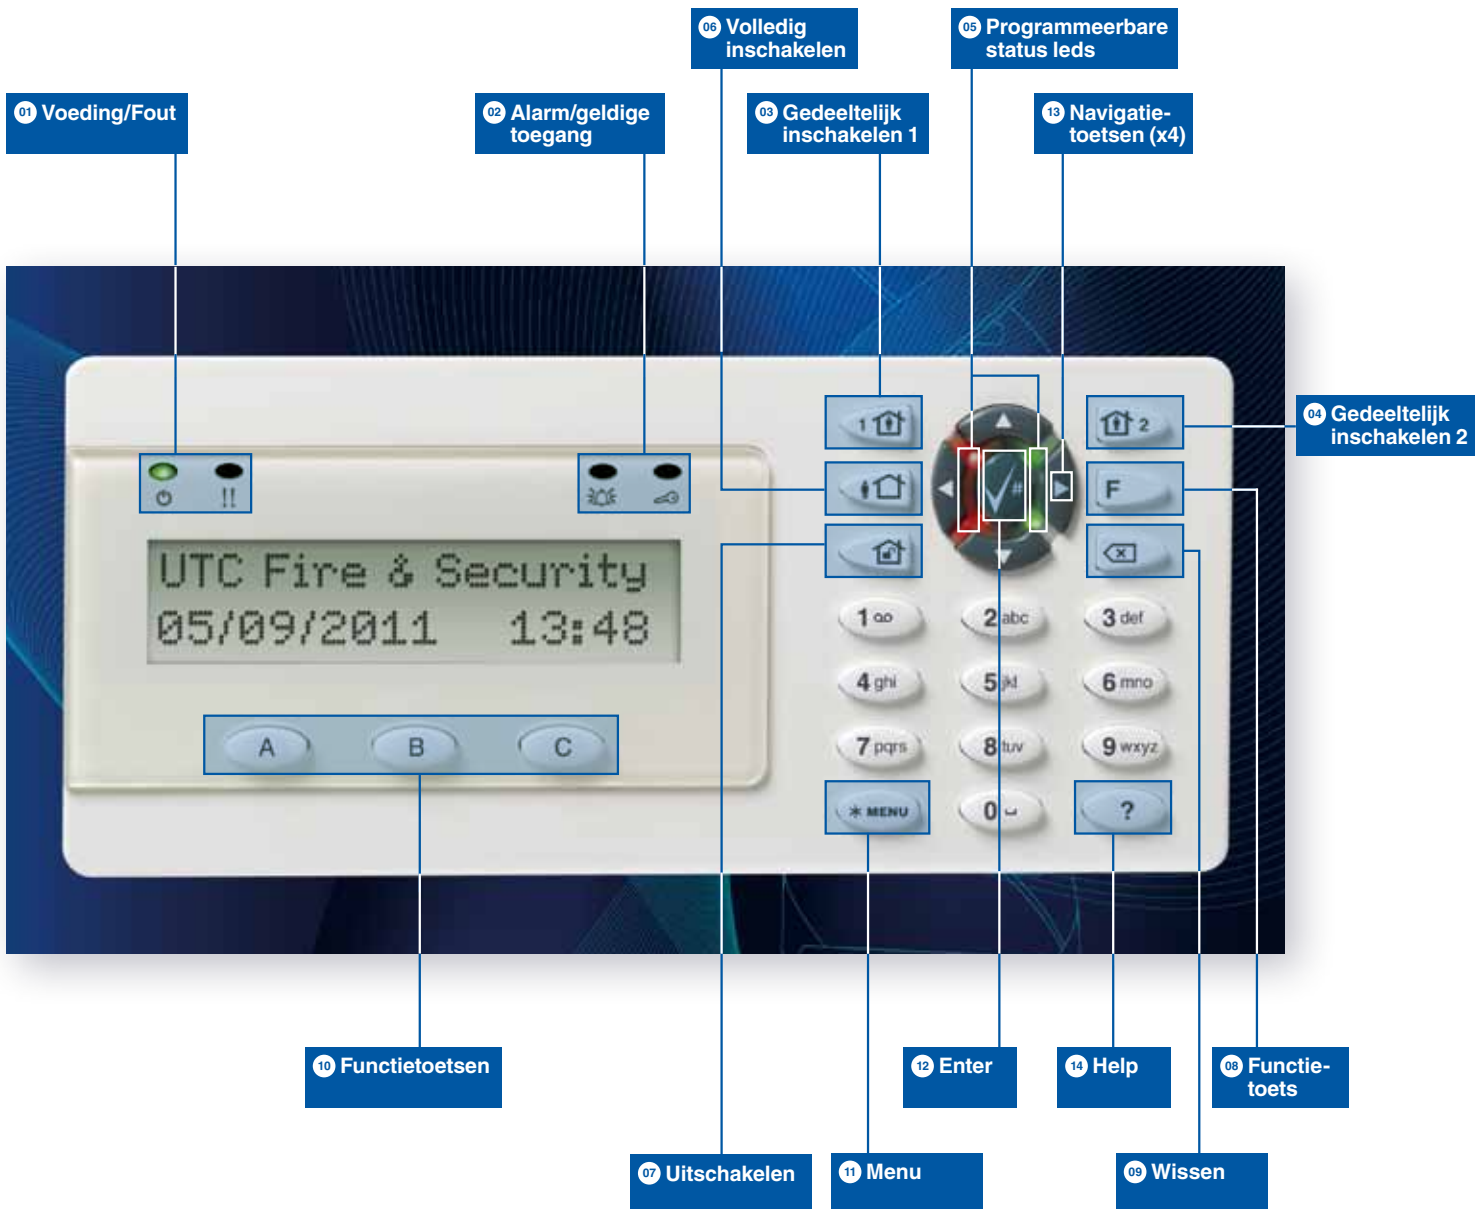 06 Volledig
inschakelen
05 Programmeerbare
status leds
01 Voeding/Fout
02 Alarm/geldige
toegang
03 Gedeeltelijk
inschakelen 1
13 Navigatie-
toetsen (x4)
04 Gedeeltelijk
inschakelen 2
1
2
#
F
!!
UTC Fire & Security
05/09/2011 13:48
1
2 abc
3 def
4 ghi
5 jkl
6 mno
7 pqrs
8 tuv
9 wxyz
* MENU
0
?
A B C
10 Functietoetsen
12 Enter
14 Help
08 Functie-
toets
07 Uitschakelen
11 Menu
09 Wissen